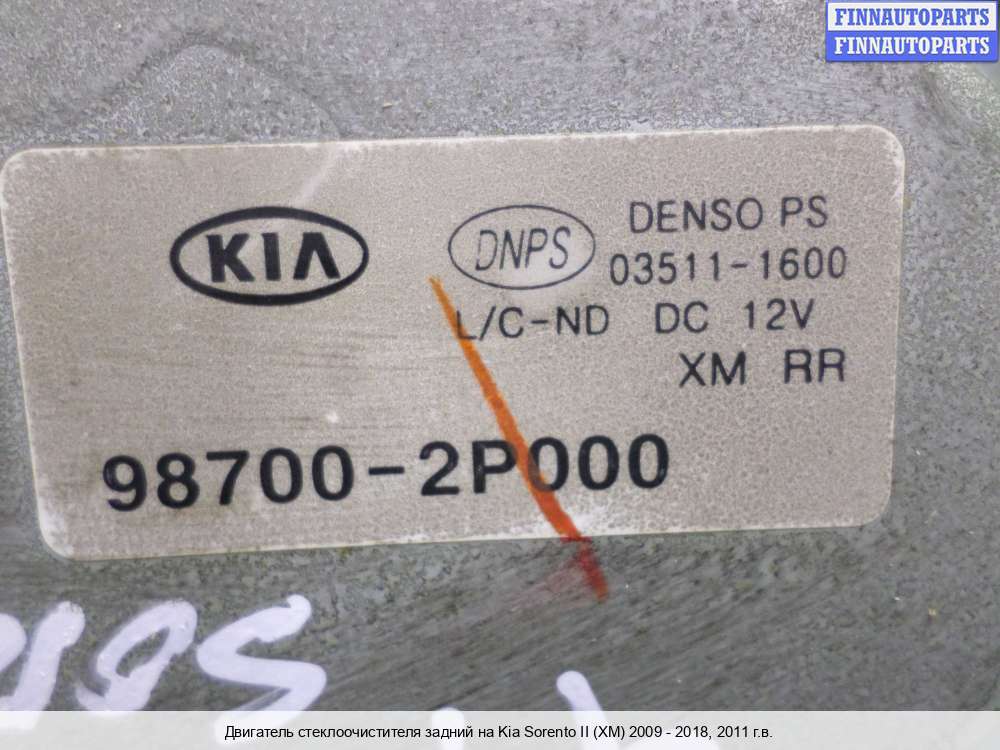 FINNAUTOPARTS
FINNAUTOPARTS
KIA
DNPS
DENSO PS
03511-1600
L/C-ND DC 12V
XM RR
98700-2P000
Двигатель стеклоочистителя задний на Kia Sorento II (XM) 2009 - 2018, 2011 г.в.